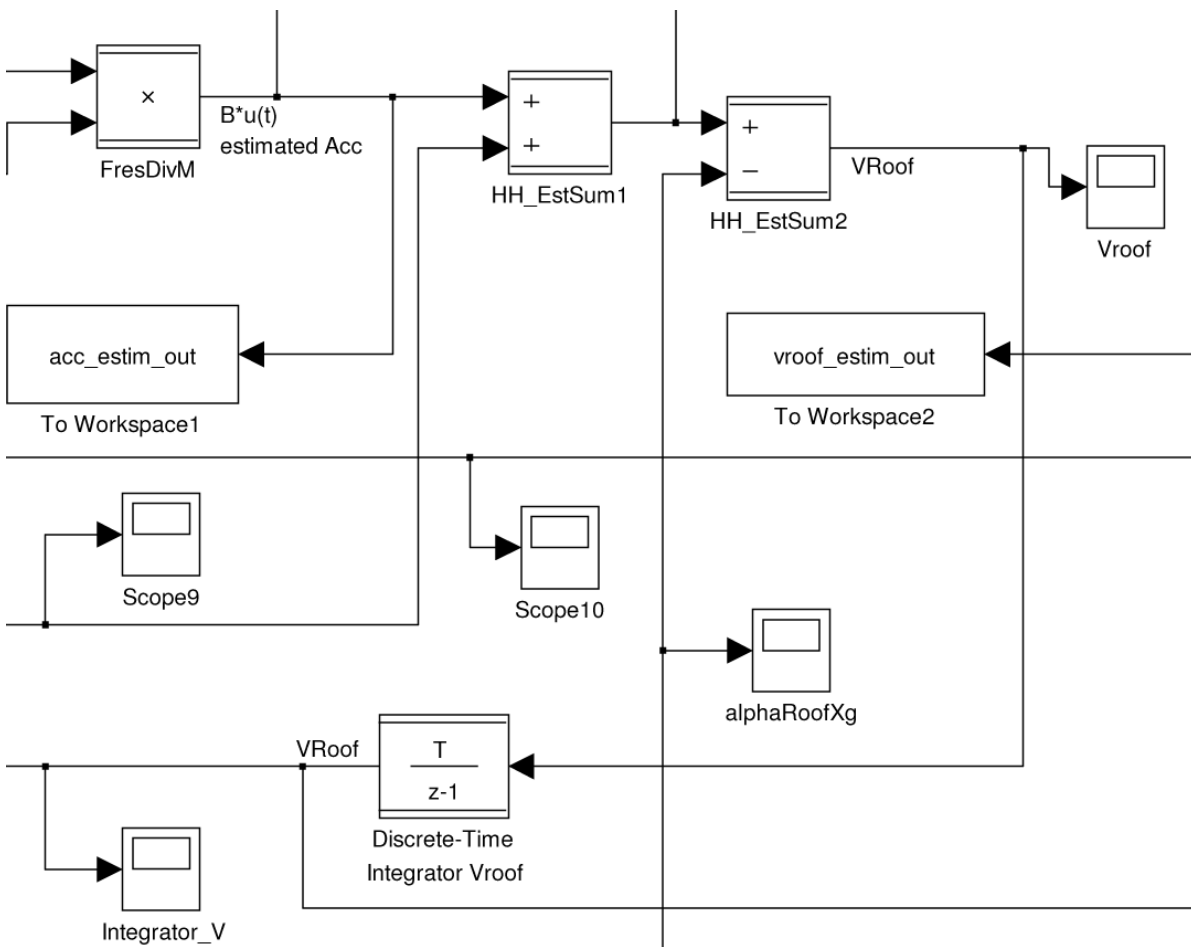 ×
B*u(t)
estimated Acc
FresDivM
+
+
HH_EstSum1
+
−
HH_EstSum2
VRoof
Vroof
acc_estim_out
To Workspace1
vroof_estim_out
To Workspace2
Scope9
Scope10
alphaRoofXg
VRoof
T
z-1
Discrete-Time
Integrator Vroof
Integrator_V